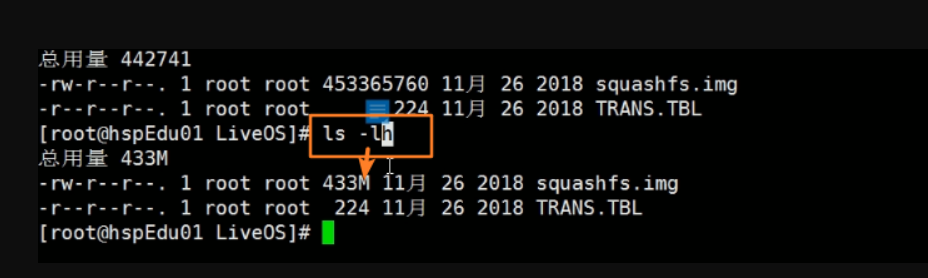 总用量 442741
-rw-r--r--. 1 root root 453365760 11月 26 2018 squashfs.img
-r--r--r--. 1 root root 224 11月 26 2018 TRANS.TBL
[root@hspEdu01 LiveOS]# ls -lh
总用量 433M
-rw-r--r--. 1 root root 433M 11月 26 2018 squashfs.img
-r--r--r--. 1 root root  224 11月 26 2018 TRANS.TBL
[root@hspEdu01 LiveOS]#